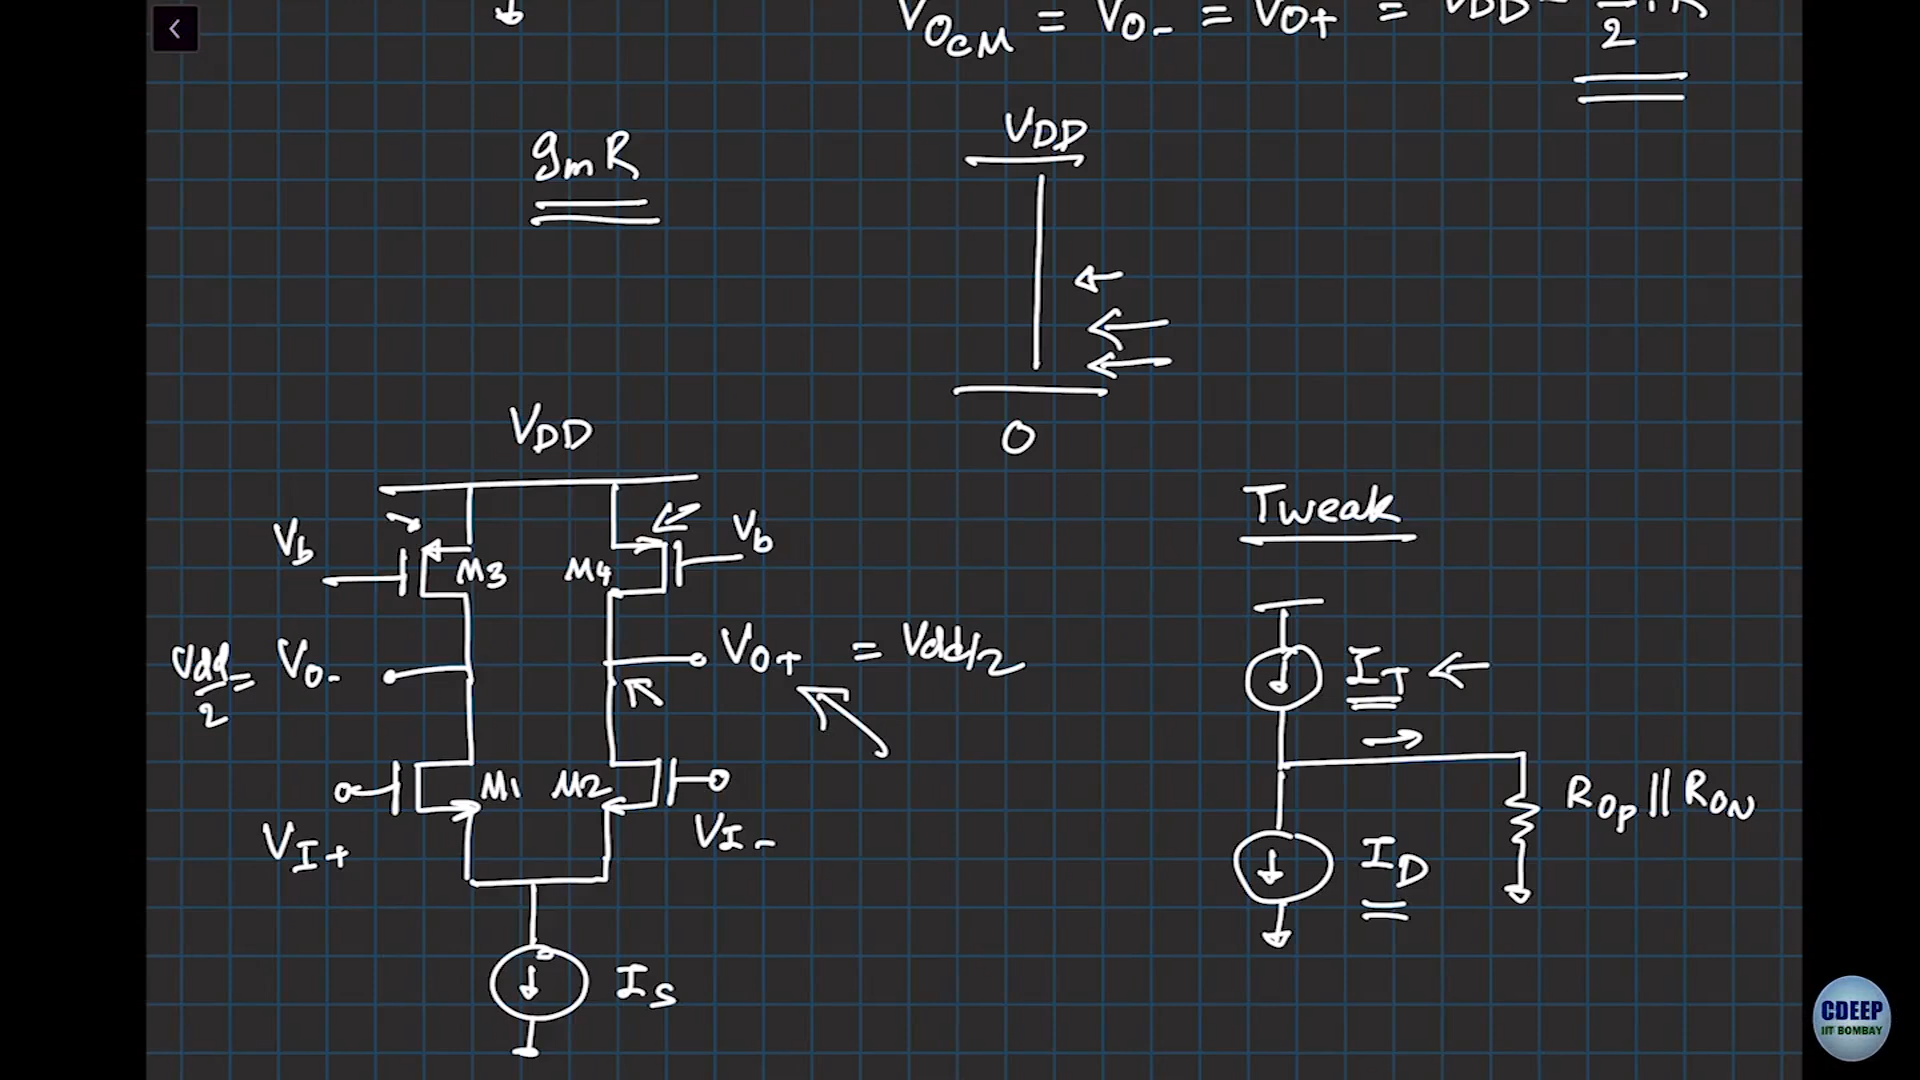 VOCM = VO- = VO+ = VDD - I/2 . R
gmR
VDD
0
VDD
Tweak
Vb
M3
M4
Vb
Vdd/2 = VO-
VO+ = Vdd/2
IT
M1
M2
VI+
VI-
ROP || RON
ID
IS
CDEEP
IIT BOMBAY